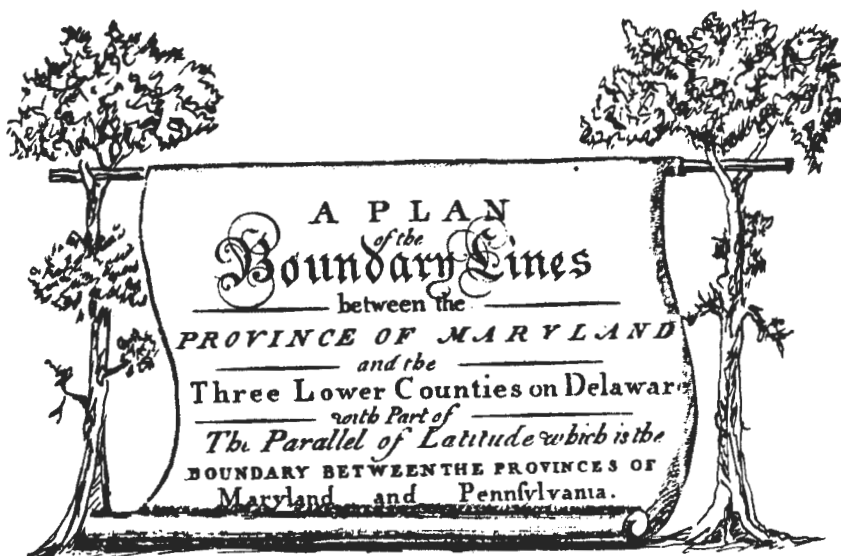 A PLAN
of the
Boundary Lines
between the
PROVINCE OF MARYLAND
and the
Three Lower Counties on Delawar
with Part of
The Parallel of Latitude which is the
BOUNDARY BETWEEN THE PROVINCES OF
Maryland and Pennſylvania.